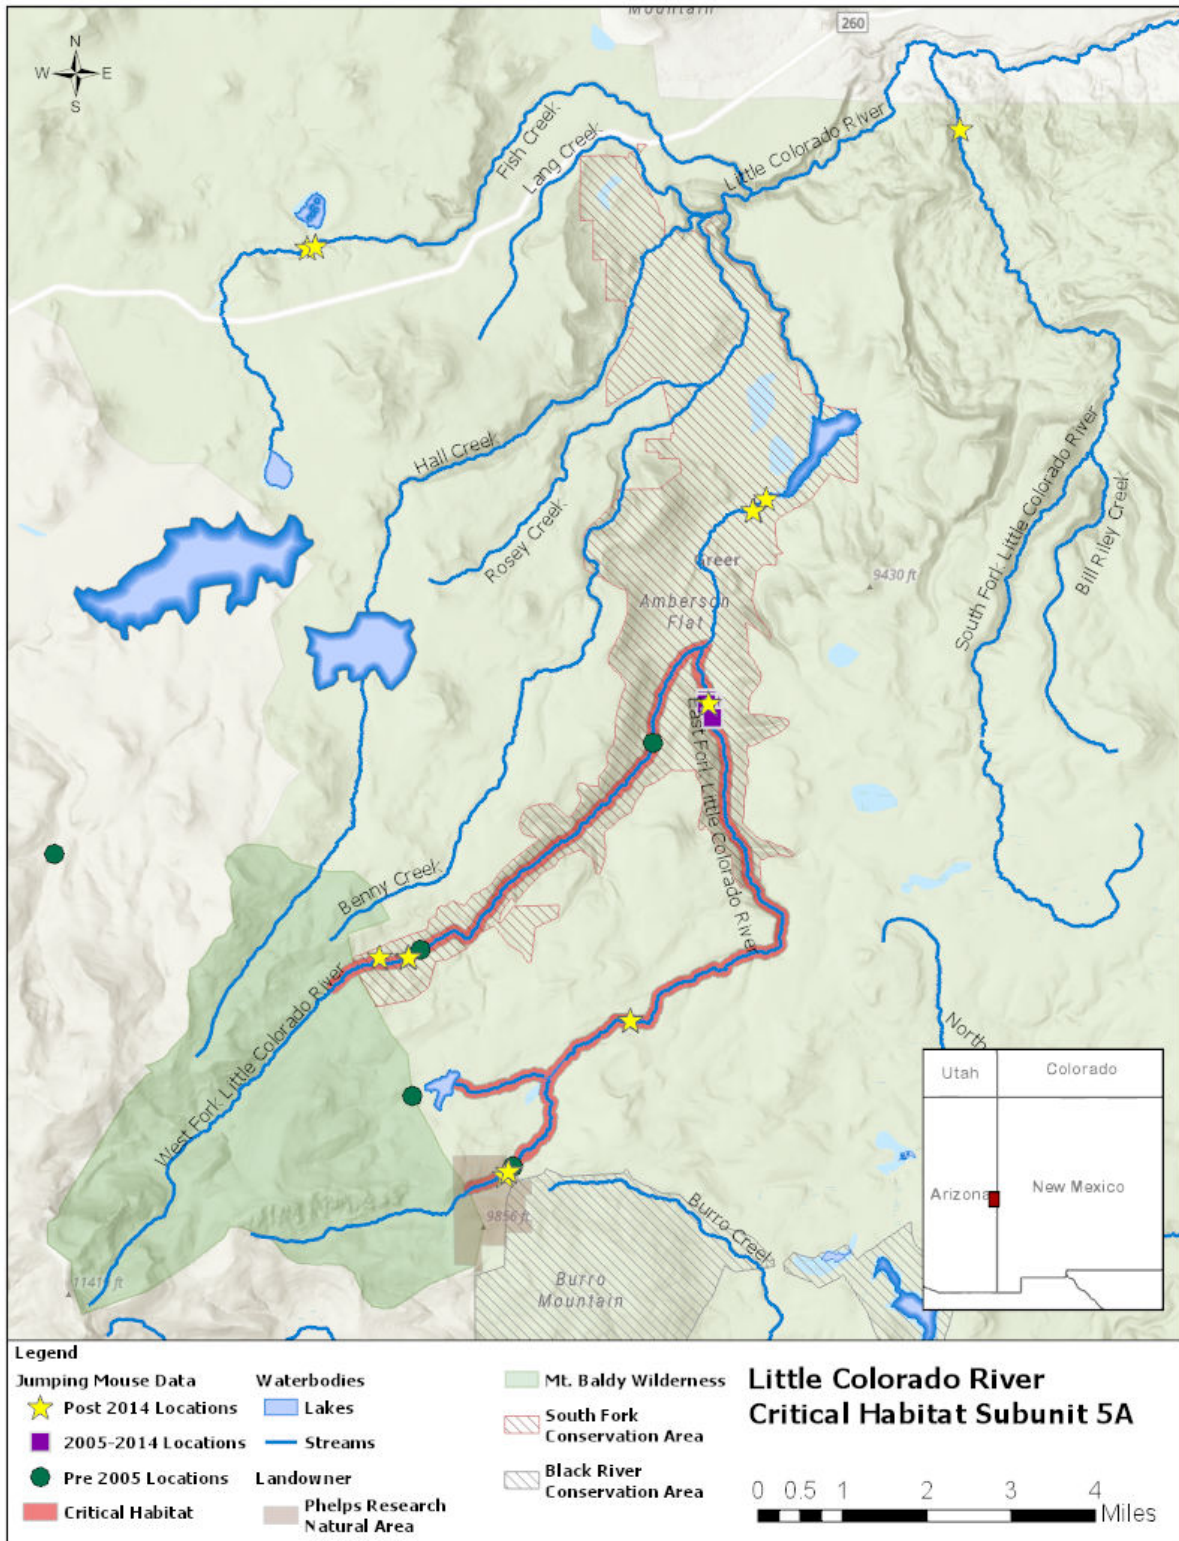 Mountain
260
N
W E
S
Fish Creek
Lang Creek
Little Colorado River
Hall Creek
Rosey Creek
South Fork Little Colorado River
Bill Riley Creek
Greer
9430 ft
Amberson
Flat
East Fork Little Colorado River
Benny Creek
West Fork Little Colorado River
North
Burro Creek
9856 ft
11419 ft
Burro
Mountain
Utah
Colorado
Arizona
New Mexico
Legend
Jumping Mouse Data
Post 2014 Locations
2005-2014 Locations
Pre 2005 Locations
Critical Habitat
Waterbodies
Lakes
Streams
Landowner
Phelps Research
Natural Area
Mt. Baldy Wilderness
South Fork
Conservation Area
Black River
Conservation Area
Little Colorado River
Critical Habitat Subunit 5A
0 0.5 1 2 3 4
Miles